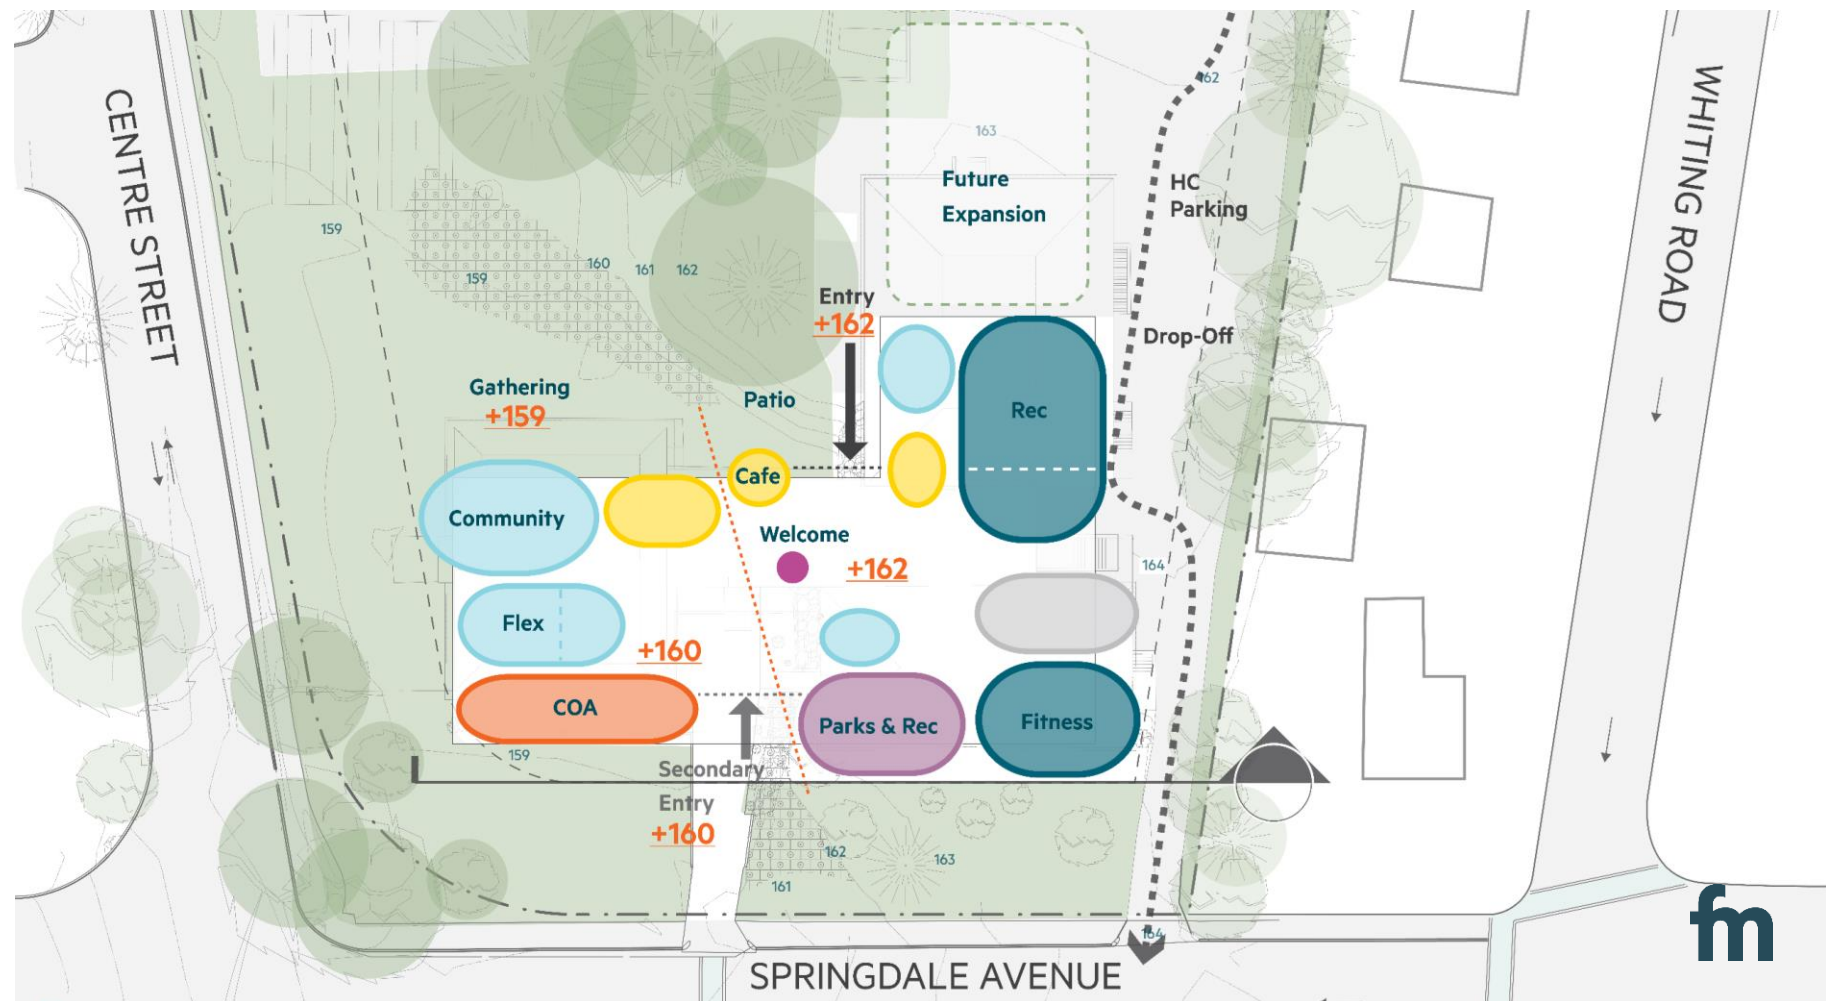 62
163
CENTRE STREET
WHITING ROAD
Future
Expansion
HC
Parking
159
160
161
162
159
Entry
+162
Drop-Off
Gathering
+159
Patio
Rec
Cafe
Community
Welcome
+162
164
Flex
+160
COA
Parks & Rec
Fitness
159
Secondary
Entry
+160
162
163
161
164
fm
SPRINGDALE AVENUE